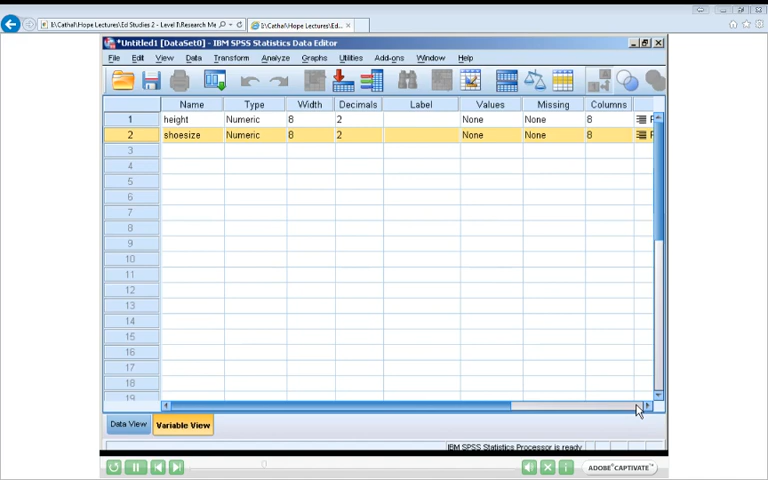 E:\Cathal\Hope Lectures\Ed Studies 2 - Level I\Research Me
E:\Cathal\Hope Lectures\Ed...
*Untitled1 [DataSet0] - IBM SPSS Statistics Data Editor
File Edit View Data Transform Analyze Graphs Utilities Add-ons Window Help
Name Type Width Decimals Label Values Missing Columns
1 height Numeric 8 2 None None 8
2 shoesize Numeric 8 2 None None 8
3
4
5
6
7
8
9
10
11
12
13
14
15
16
17
18
19
Data View Variable View
IBM SPSS Statistics Processor is ready
ADOBE® CAPTIVATE™